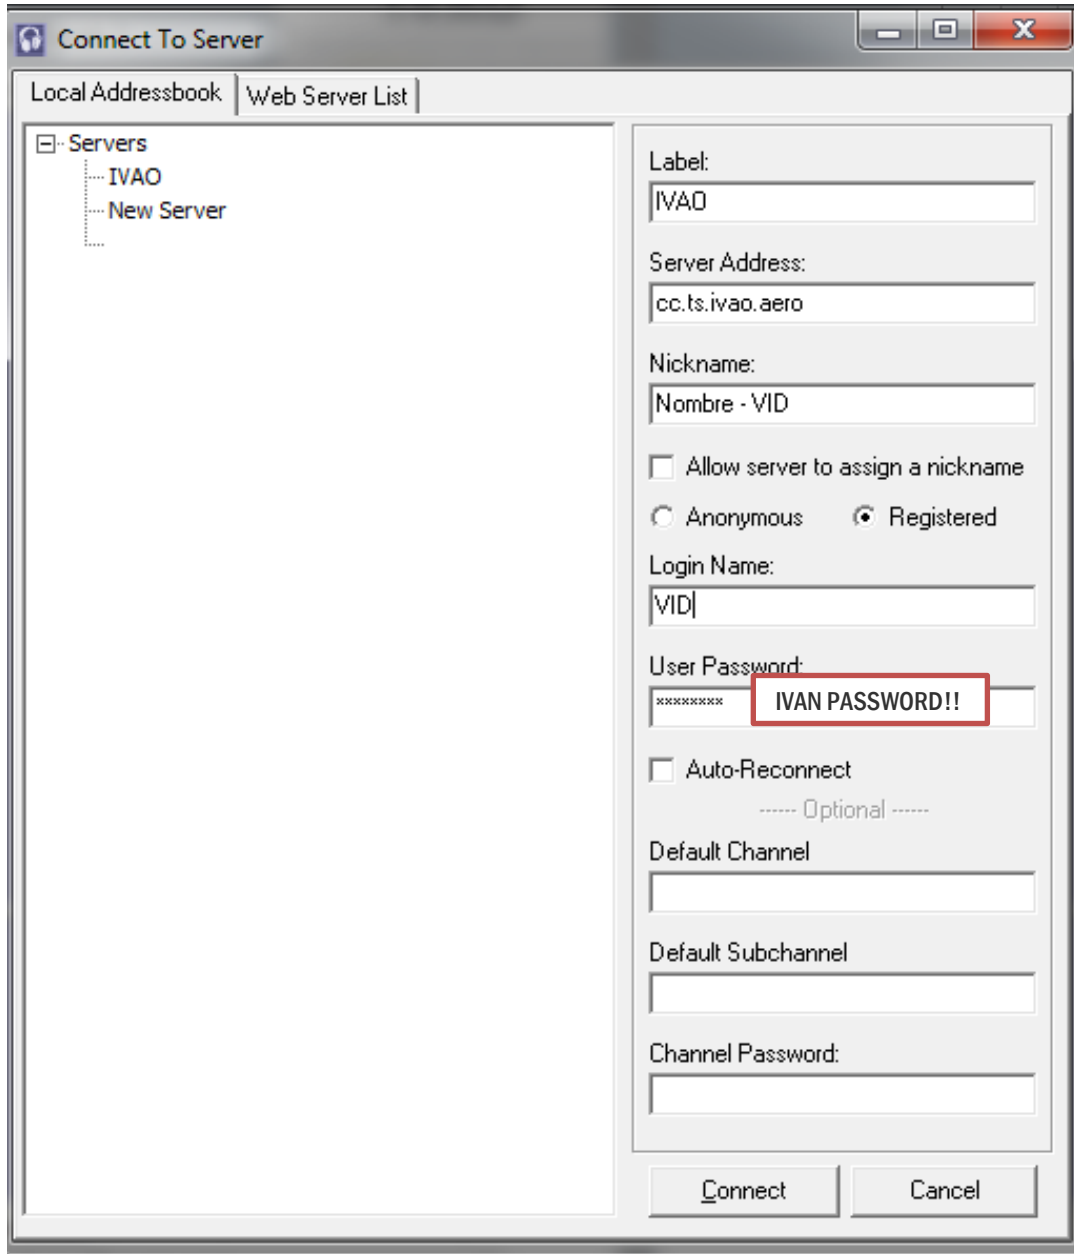 Connect To Server
Local Addressbook
Web Server List
Servers
IVAO
New Server
Label:
IVAO
Server Address:
cc.ts.ivao.aero
Nickname:
Nombre - VID
Allow server to assign a nickname
Anonymous
Registered
Login Name:
VID
User Password:
********
IVAN PASSWORD!!
Auto-Reconnect
------ Optional ------
Default Channel
Default Subchannel
Channel Password:
Connect
Cancel